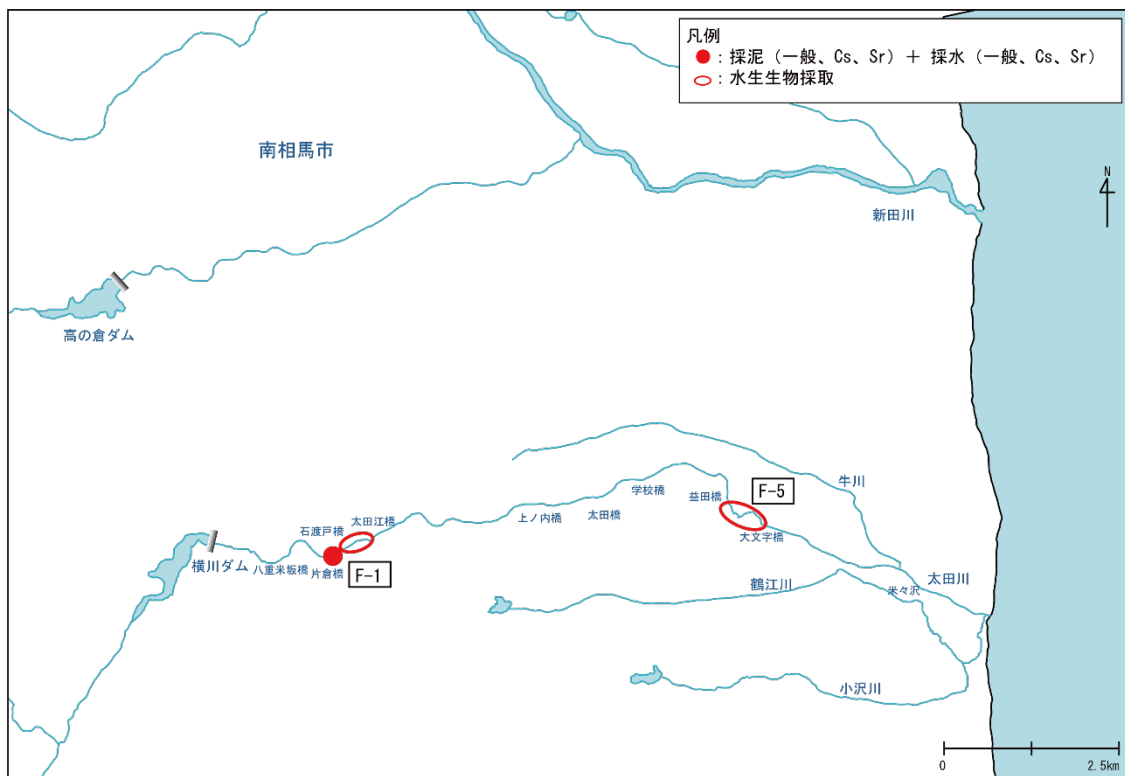 凡例
●：採泥（一般、Cs、Sr）＋ 採水（一般、Cs、Sr）
：水生生物採取
南相馬市
N
新田川
高の倉ダム
牛川
学校橋
益田橋
F-5
上ノ内橋
太田橋
大文字橋
石渡戸橋
太田江橋
横川ダム
八重米坂橋
片倉橋
F-1
鶴江川
米々沢
太田川
小沢川
0
2.5km